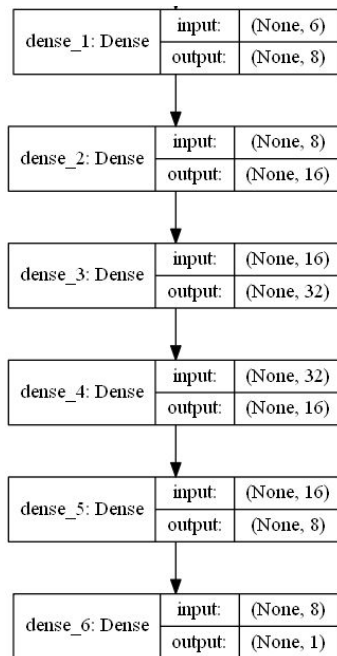 dense_1: Dense
input: (None, 6)
output: (None, 8)
dense_2: Dense
input: (None, 8)
output: (None, 16)
dense_3: Dense
input: (None, 16)
output: (None, 32)
dense_4: Dense
input: (None, 32)
output: (None, 16)
dense_5: Dense
input: (None, 16)
output: (None, 8)
dense_6: Dense
input: (None, 8)
output: (None, 1)